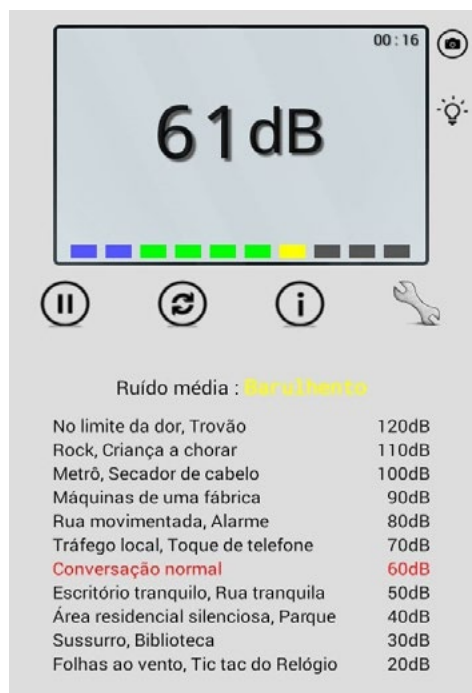 00 : 16
61 dB
i
Ruído média : Barulhento
No limite da dor, Trovão 120dB
Rock, Criança a chorar 110dB
Metrô, Secador de cabelo 100dB
Máquinas de uma fábrica 90dB
Rua movimentada, Alarme 80dB
Tráfego local, Toque de telefone 70dB
Conversação normal 60dB
Escritório tranquilo, Rua tranquila 50dB
Área residencial silenciosa, Parque 40dB
Sussurro, Biblioteca 30dB
Folhas ao vento, Tic tac do Relógio 20dB